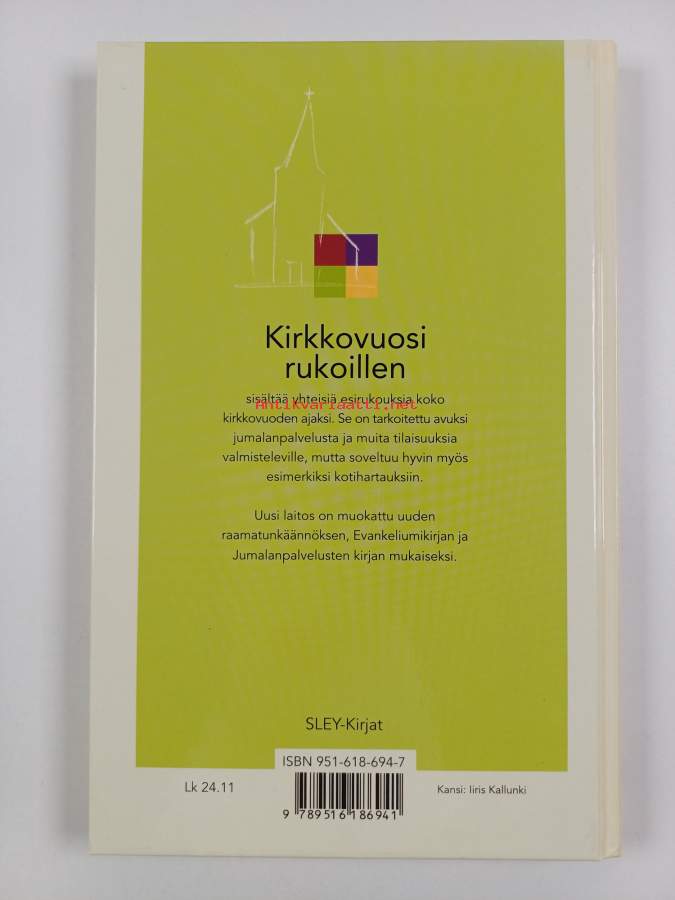 Kirkkovuosi
rukoillen
sisältää yhteisiä esirukouksia koko
Antikvariaatti.net
kirkkovuoden ajaksi. Se on tarkoitettu avuksi
jumalanpalvelusta ja muita tilaisuuksia
valmisteleville, mutta soveltuu hyvin myös
esimerkiksi kotihartauksiin.
Uusi laitos on muokattu uuden
raamatunkäännöksen, Evankeliumikirjan ja
Jumalanpalvelusten kirjan mukaiseksi.
SLEY-Kirjat
ISBN 951-618-694-7
Lk 24.11
Kansi: Iiris Kallunki
9 789516 186941